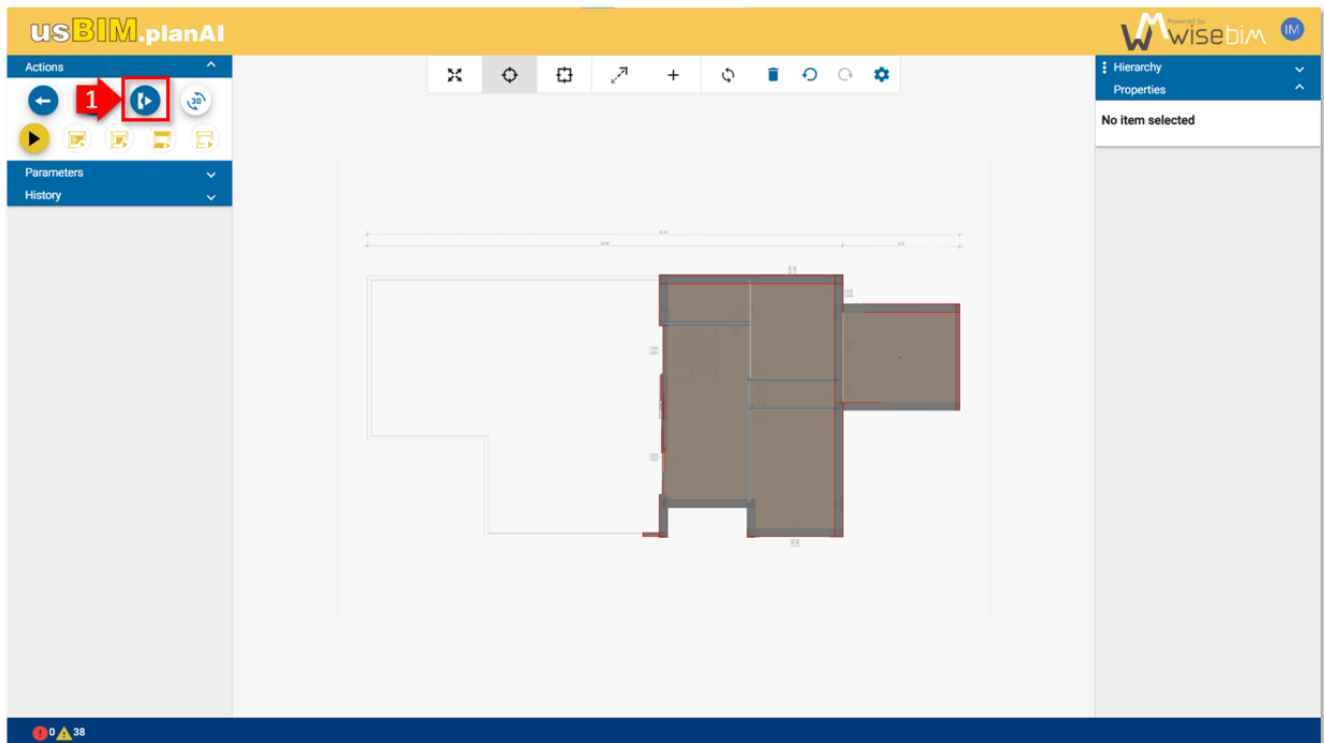 usBIM.planAI
Powered by
wisebim
IM
Actions
1
3D
Parameters
History
Hierarchy
Properties
No item selected
0
38